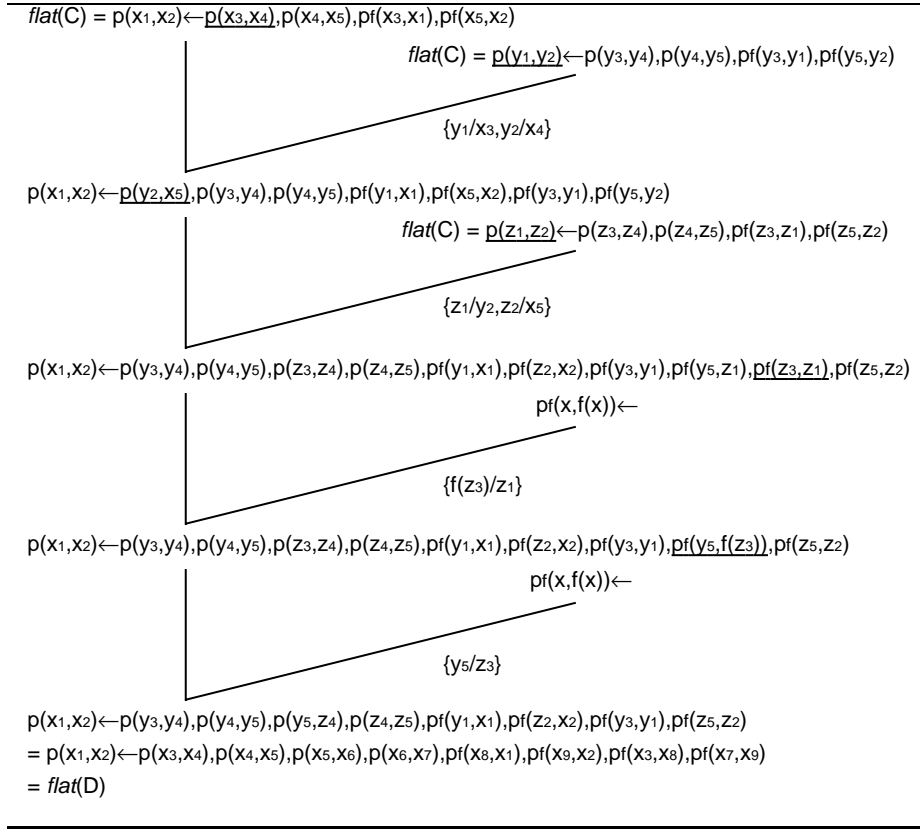 flat(C) = p(x1,x2)←p(x3,x4),p(x4,x5),pf(x3,x1),pf(x5,x2)
flat(C) = p(y1,y2)←p(y3,y4),p(y4,y5),pf(y3,y1),pf(y5,y2)
{y1/x3,y2/x4}
p(x1,x2)←p(y2,x5),p(y3,y4),p(y4,y5),pf(y1,x1),pf(x5,x2),pf(y3,y1),pf(y5,y2)
flat(C) = p(z1,z2)←p(z3,z4),p(z4,z5),pf(z3,z1),pf(z5,z2)
{z1/y2,z2/x5}
p(x1,x2)←p(y3,y4),p(y4,y5),p(z3,z4),p(z4,z5),pf(y1,x1),pf(z2,x2),pf(y3,y1),pf(y5,z1),pf(z3,z1),pf(z5,z2)
pf(x,f(x))←
{f(z3)/z1}
p(x1,x2)←p(y3,y4),p(y4,y5),p(z3,z4),p(z4,z5),pf(y1,x1),pf(z2,x2),pf(y3,y1),pf(y5,f(z3)),pf(z5,z2)
pf(x,f(x))←
{y5/z3}
p(x1,x2)←p(y3,y4),p(y4,y5),p(y5,z4),p(z4,z5),pf(y1,x1),pf(z2,x2),pf(y3,y1),pf(z5,z2)
= p(x1,x2)←p(x3,x4),p(x4,x5),p(x5,x6),p(x6,x7),pf(x8,x1),pf(x9,x2),pf(x3,x8),pf(x7,x9)
= flat(D)